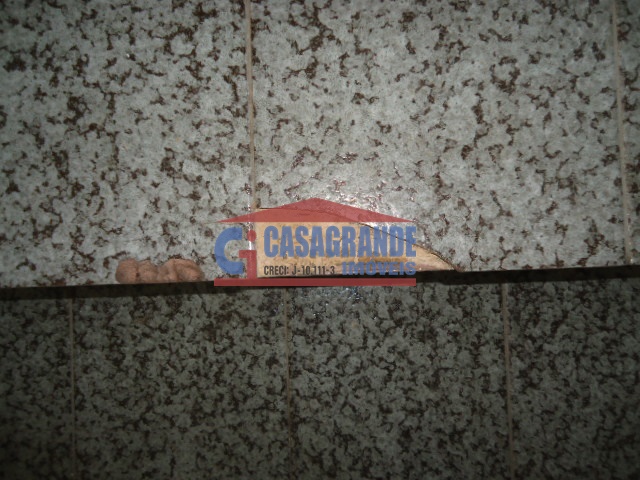 CASAGRANDE
CRECI: J-10.111-3 IMÓVEIS